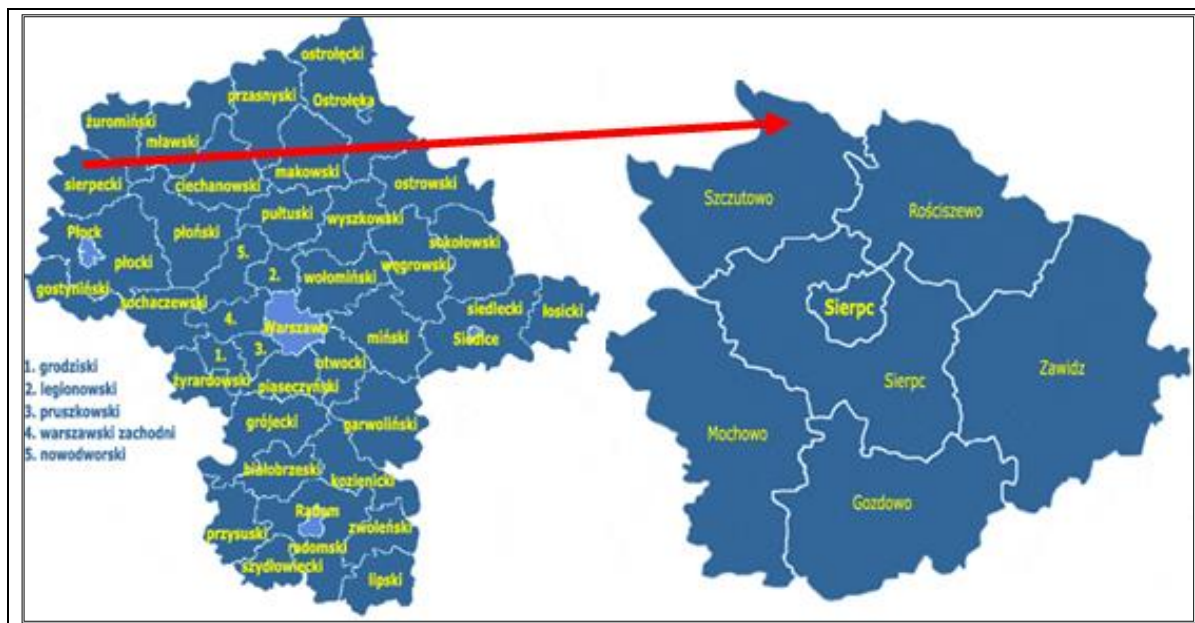 ostrołęcki
przasnyski
Ostrołęka
żuromiński
mławski
sierpecki
ciechanowski
makowski
ostrowski
pułtuski
wyszkowski
Płock
płoński
sokołowski
5.
płocki
2.
wołomiński
węgrowski
gostyniński
sochaczewski
siedlecki
łosicki
4.
Warszawa
miński
Siedlce
1.
3.
otwocki
żyrardowski
piaseczyński
grójecki
garwoliński
białobrzeski
kozienicki
Radom
przysuski
zwoleński
radomski
szydłowiecki
lipski
1. grodziski
2. legionowski
3. pruszkowski
4. warszawski zachodni
5. nowodworski
Szczutowo
Rościszewo
Sierpc
Sierpc
Zawidz
Mochowo
Gozdowo